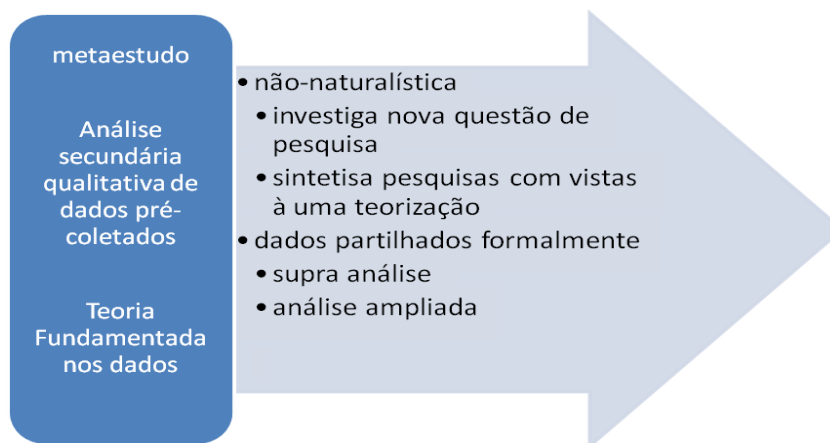 metaestudo
Análise
secundária
qualitativa de
dados pré-
coletados
Teoria
Fundamentada
nos dados
• não-naturalística
• investiga nova questão de
pesquisa
• sintetisa pesquisas com vistas
à uma teorização
• dados partilhados formalmente
• supra análise
• análise ampliada